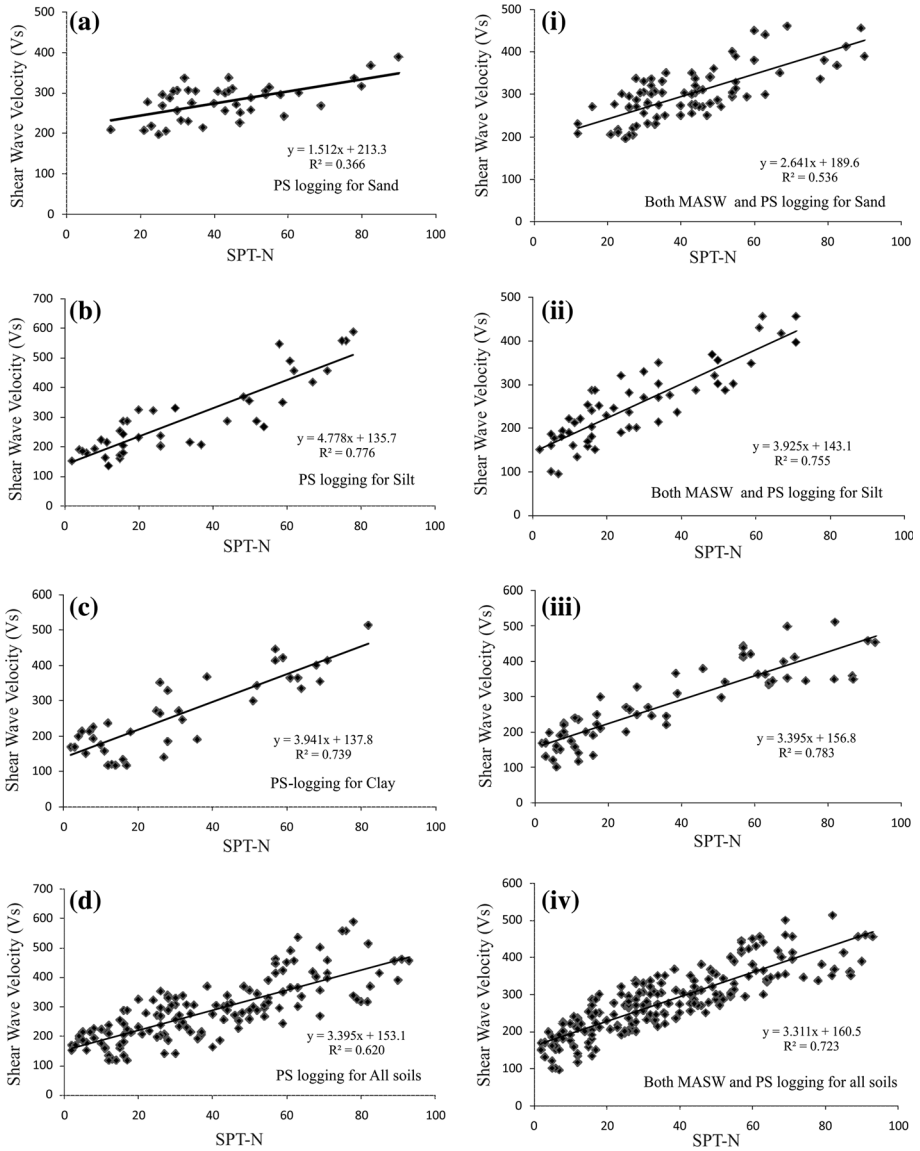 (a)
Shear Wave Velocity (Vs)
500
400
300
200
100
0
y = 1.512x + 213.3
R² = 0.366
PS logging for Sand
0 20 40 60 80 100
SPT-N
(i)
Shear Wave Velocity (Vs)
500
400
300
200
100
0
y = 2.641x + 189.6
R² = 0.536
Both MASW and PS logging for Sand
0 20 40 60 80 100
SPT-N
(b)
Shear Wave Velocity (Vs)
700
600
500
400
300
200
100
0
y = 4.778x + 135.7
R² = 0.776
PS logging for Silt
0 20 40 60 80 100
SPT-N
(ii)
Shear Wave Velocity (Vs)
500
400
300
200
100
0
y = 3.925x + 143.1
R² = 0.755
Both MASW and PS logging for Silt
0 20 40 60 80 100
SPT-N
(c)
Shear Wave Velocity (Vs)
600
500
400
300
200
100
0
y = 3.941x + 137.8
R² = 0.739
PS-logging for Clay
0 20 40 60 80 100
SPT-N
(iii)
Shear Wave Velocity (Vs)
600
500
400
300
200
100
0
y = 3.395x + 156.8
R² = 0.783
0 20 40 60 80 100
SPT-N
(d)
Shear Wave Velocity (Vs)
700
600
500
400
300
200
100
0
y = 3.395x + 153.1
R² = 0.620
PS logging for All soils
0 20 40 60 80 100
SPT-N
(iv)
Shear Wave Velocity (Vs)
600
500
400
300
200
100
0
y = 3.311x + 160.5
R² = 0.723
Both MASW and PS logging for all soils
0 20 40 60 80 100
SPT-N